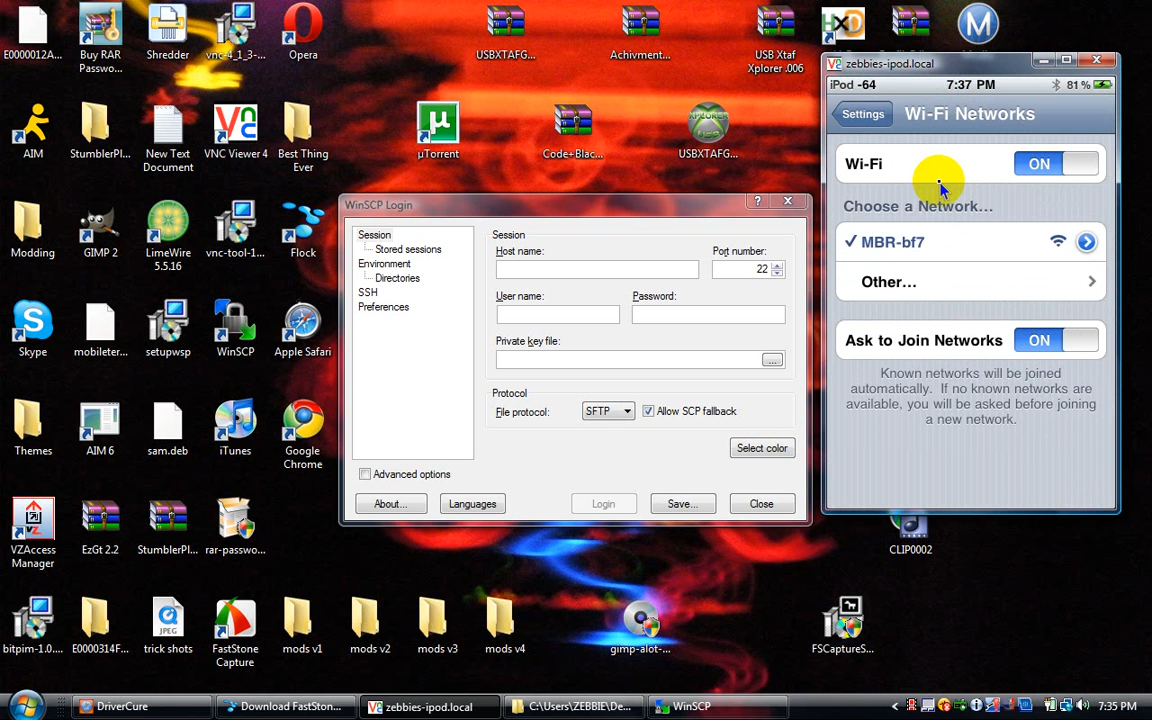 E0000012A...
Buy RAR
Passwo...
Shredder
vnc-4_1_3-...
Opera
USBXTAFG...
Achivment...
USB Xtaf
Xplorer .006
HXD
M
AIM
StumblerPl...
New Text
Document
VNC Viewer 4
Best Thing
Ever
µTorrent
Code+Blac...
USBXTAFG...
zebbies-ipod.local
iPod -64
7:37 PM
81%
Settings
Wi-Fi Networks
Wi-Fi
ON
Choose a Network...
MBR-bf7
Other...
Ask to Join Networks
ON
Known networks will be joined
automatically. If no known networks are
available, you will be asked before joining
a new network.
WinSCP Login
Session
Stored sessions
Environment
Directories
SSH
Preferences
Session
Host name:
Port number:
22
User name:
Password:
Private key file:
...
Protocol
File protocol:
SFTP
Allow SCP fallback
Select color
Advanced options
About...
Languages
Login
Save...
Close
Modding
GIMP 2
LimeWire
5.5.16
vnc-tool-1...
Flock
Skype
mobileter...
setupwsp
WinSCP
Apple Safari
Themes
AIM 6
sam.deb
iTunes
Google
Chrome
VZAccess
Manager
EzGt 2.2
StumblerPl...
rar-passwo...
CLIP0002
bitpim-1.0....
E0000314F...
JPEG
trick shots
FastStone
Capture
mods v1
mods v2
mods v3
mods v4
gimp-alot-...
FSCaptureS...
DriverCure
Download FastSton...
zebbies-ipod.local
C:\Users\ZEBBIE\De...
WinSCP
7:35 PM